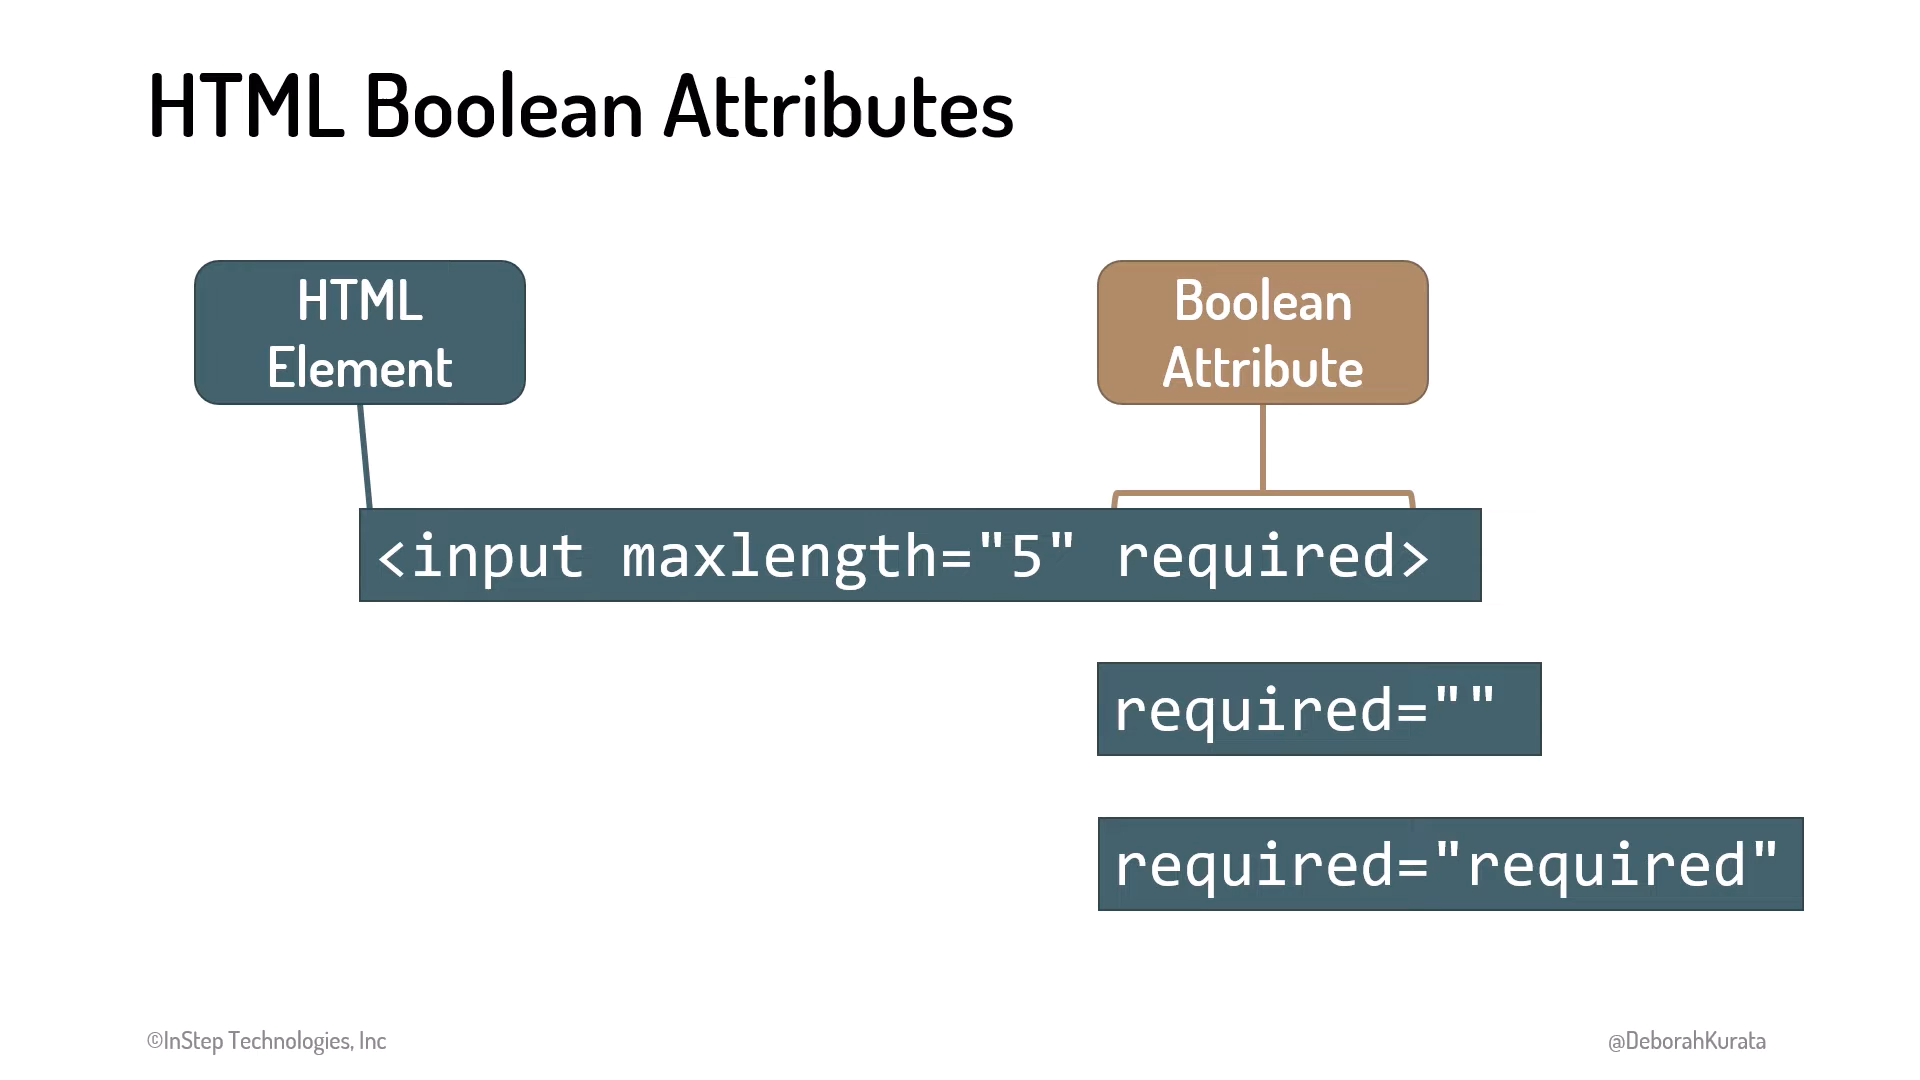 HTML Boolean Attributes
HTML
Element
Boolean
Attribute
<input maxlength="5" required>
required=""
required="required"
©InStep Technologies, Inc
@DeborahKurata